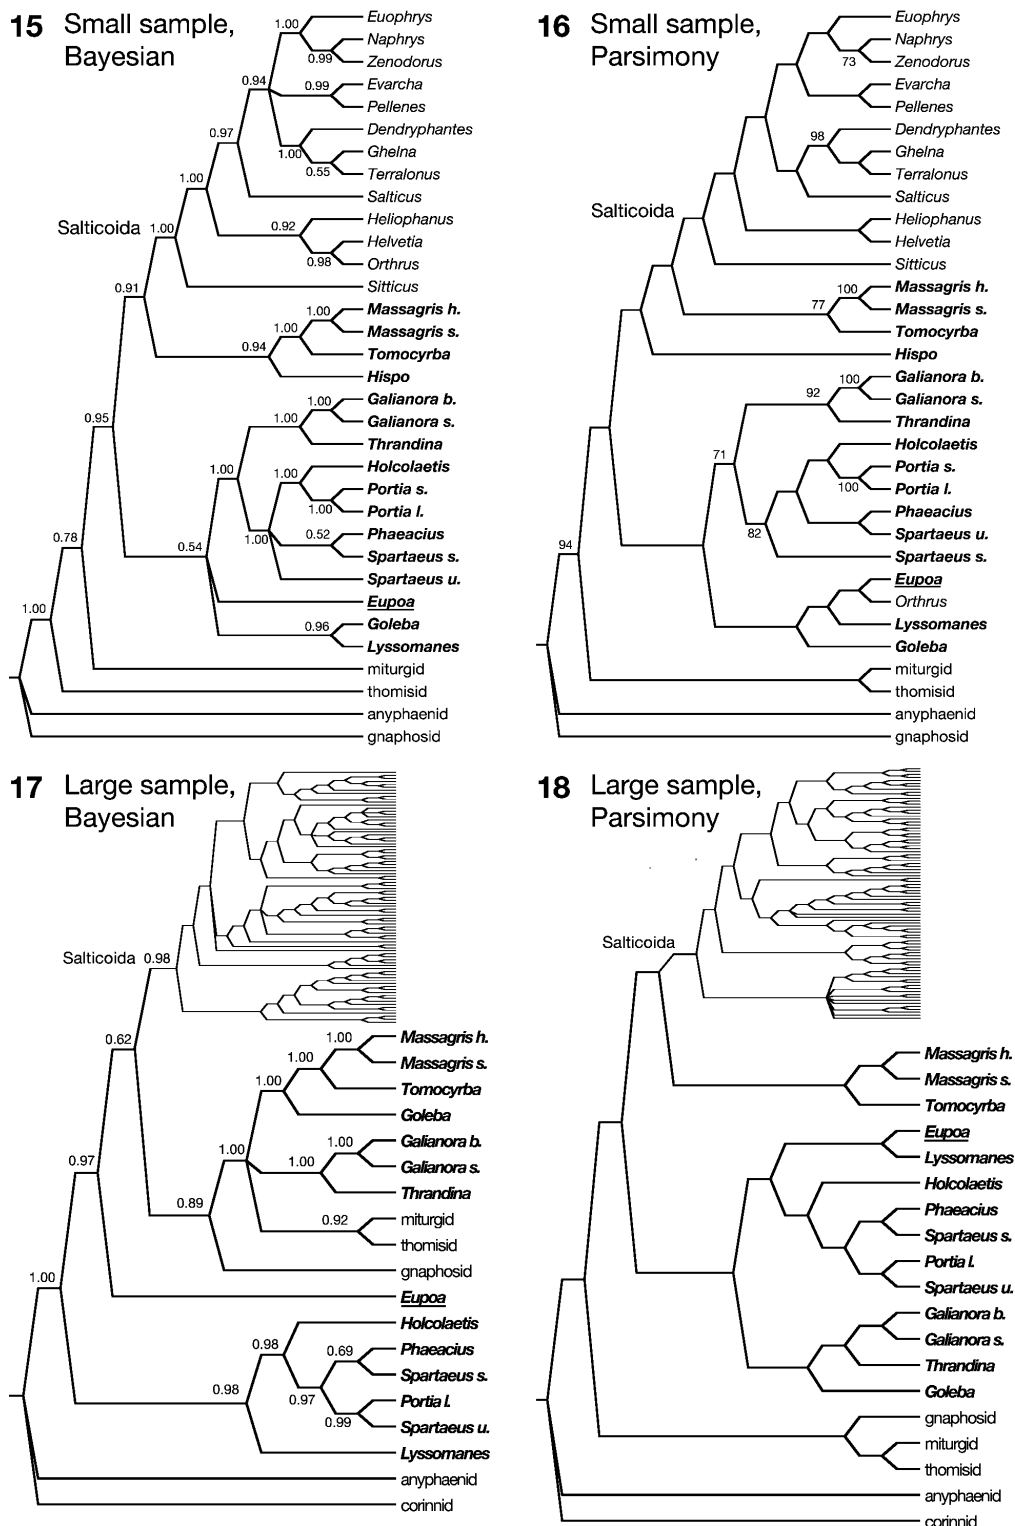 15 Small sample,
Bayesian
1.00
Euophrys
Naphrys
0.99
Zenodorus
0.94
0.99
Evarcha
Pellenes
0.97
Dendryphantes
1.00
Ghelna
0.55
Terralonus
1.00
Salticus
Salticoida
1.00
0.92
Heliophanus
Helvetia
0.98
Orthrus
0.91
Sitticus
1.00
Massagris h.
1.00
Massagris s.
0.94
Tomocyrba
Hispo
0.95
1.00
Galianora b.
1.00
Galianora s.
Thrandina
1.00
1.00
Holcolaetis
Portia s.
1.00
Portia l.
1.00
0.52
Phaeacius
Spartaeus s.
0.78
0.54
Spartaeus u.
Eupoa
1.00
0.96
Goleba
Lyssomanes
miturgid
thomisid
anyphaenid
gnaphosid
16 Small sample,
Parsimony
Euophrys
Naphrys
73
Zenodorus
Evarcha
Pellenes
98
Dendryphantes
Ghelna
Terralonus
Salticus
Salticoida
Heliophanus
Helvetia
Sitticus
100
Massagris h.
77
Massagris s.
Tomocyrba
Hispo
100
Galianora b.
92
Galianora s.
Thrandina
71
Holcolaetis
Portia s.
100
Portia l.
Phaeacius
82
Spartaeus u.
Spartaeus s.
94
Eupoa
Orthrus
Lyssomanes
Goleba
miturgid
thomisid
anyphaenid
gnaphosid
17 Large sample,
Bayesian
Salticoida
0.98
0.62
1.00
Massagris h.
1.00
Massagris s.
1.00
Tomocyrba
Goleba
1.00
1.00
Galianora b.
1.00
Galianora s.
Thrandina
0.97
0.89
0.92
miturgid
thomisid
gnaphosid
1.00
Eupoa
Holcolaetis
0.98
0.69
Phaeacius
Spartaeus s.
0.98
0.97
Portia l.
0.99
Spartaeus u.
Lyssomanes
anyphaenid
corinnid
18 Large sample,
Parsimony
Salticoida
Massagris h.
Massagris s.
Tomocyrba
Eupoa
Lyssomanes
Holcolaetis
Phaeacius
Spartaeus s.
Portia l.
Spartaeus u.
Galianora b.
Galianora s.
Thrandina
Goleba
gnaphosid
miturgid
thomisid
anyphaenid
corinnid